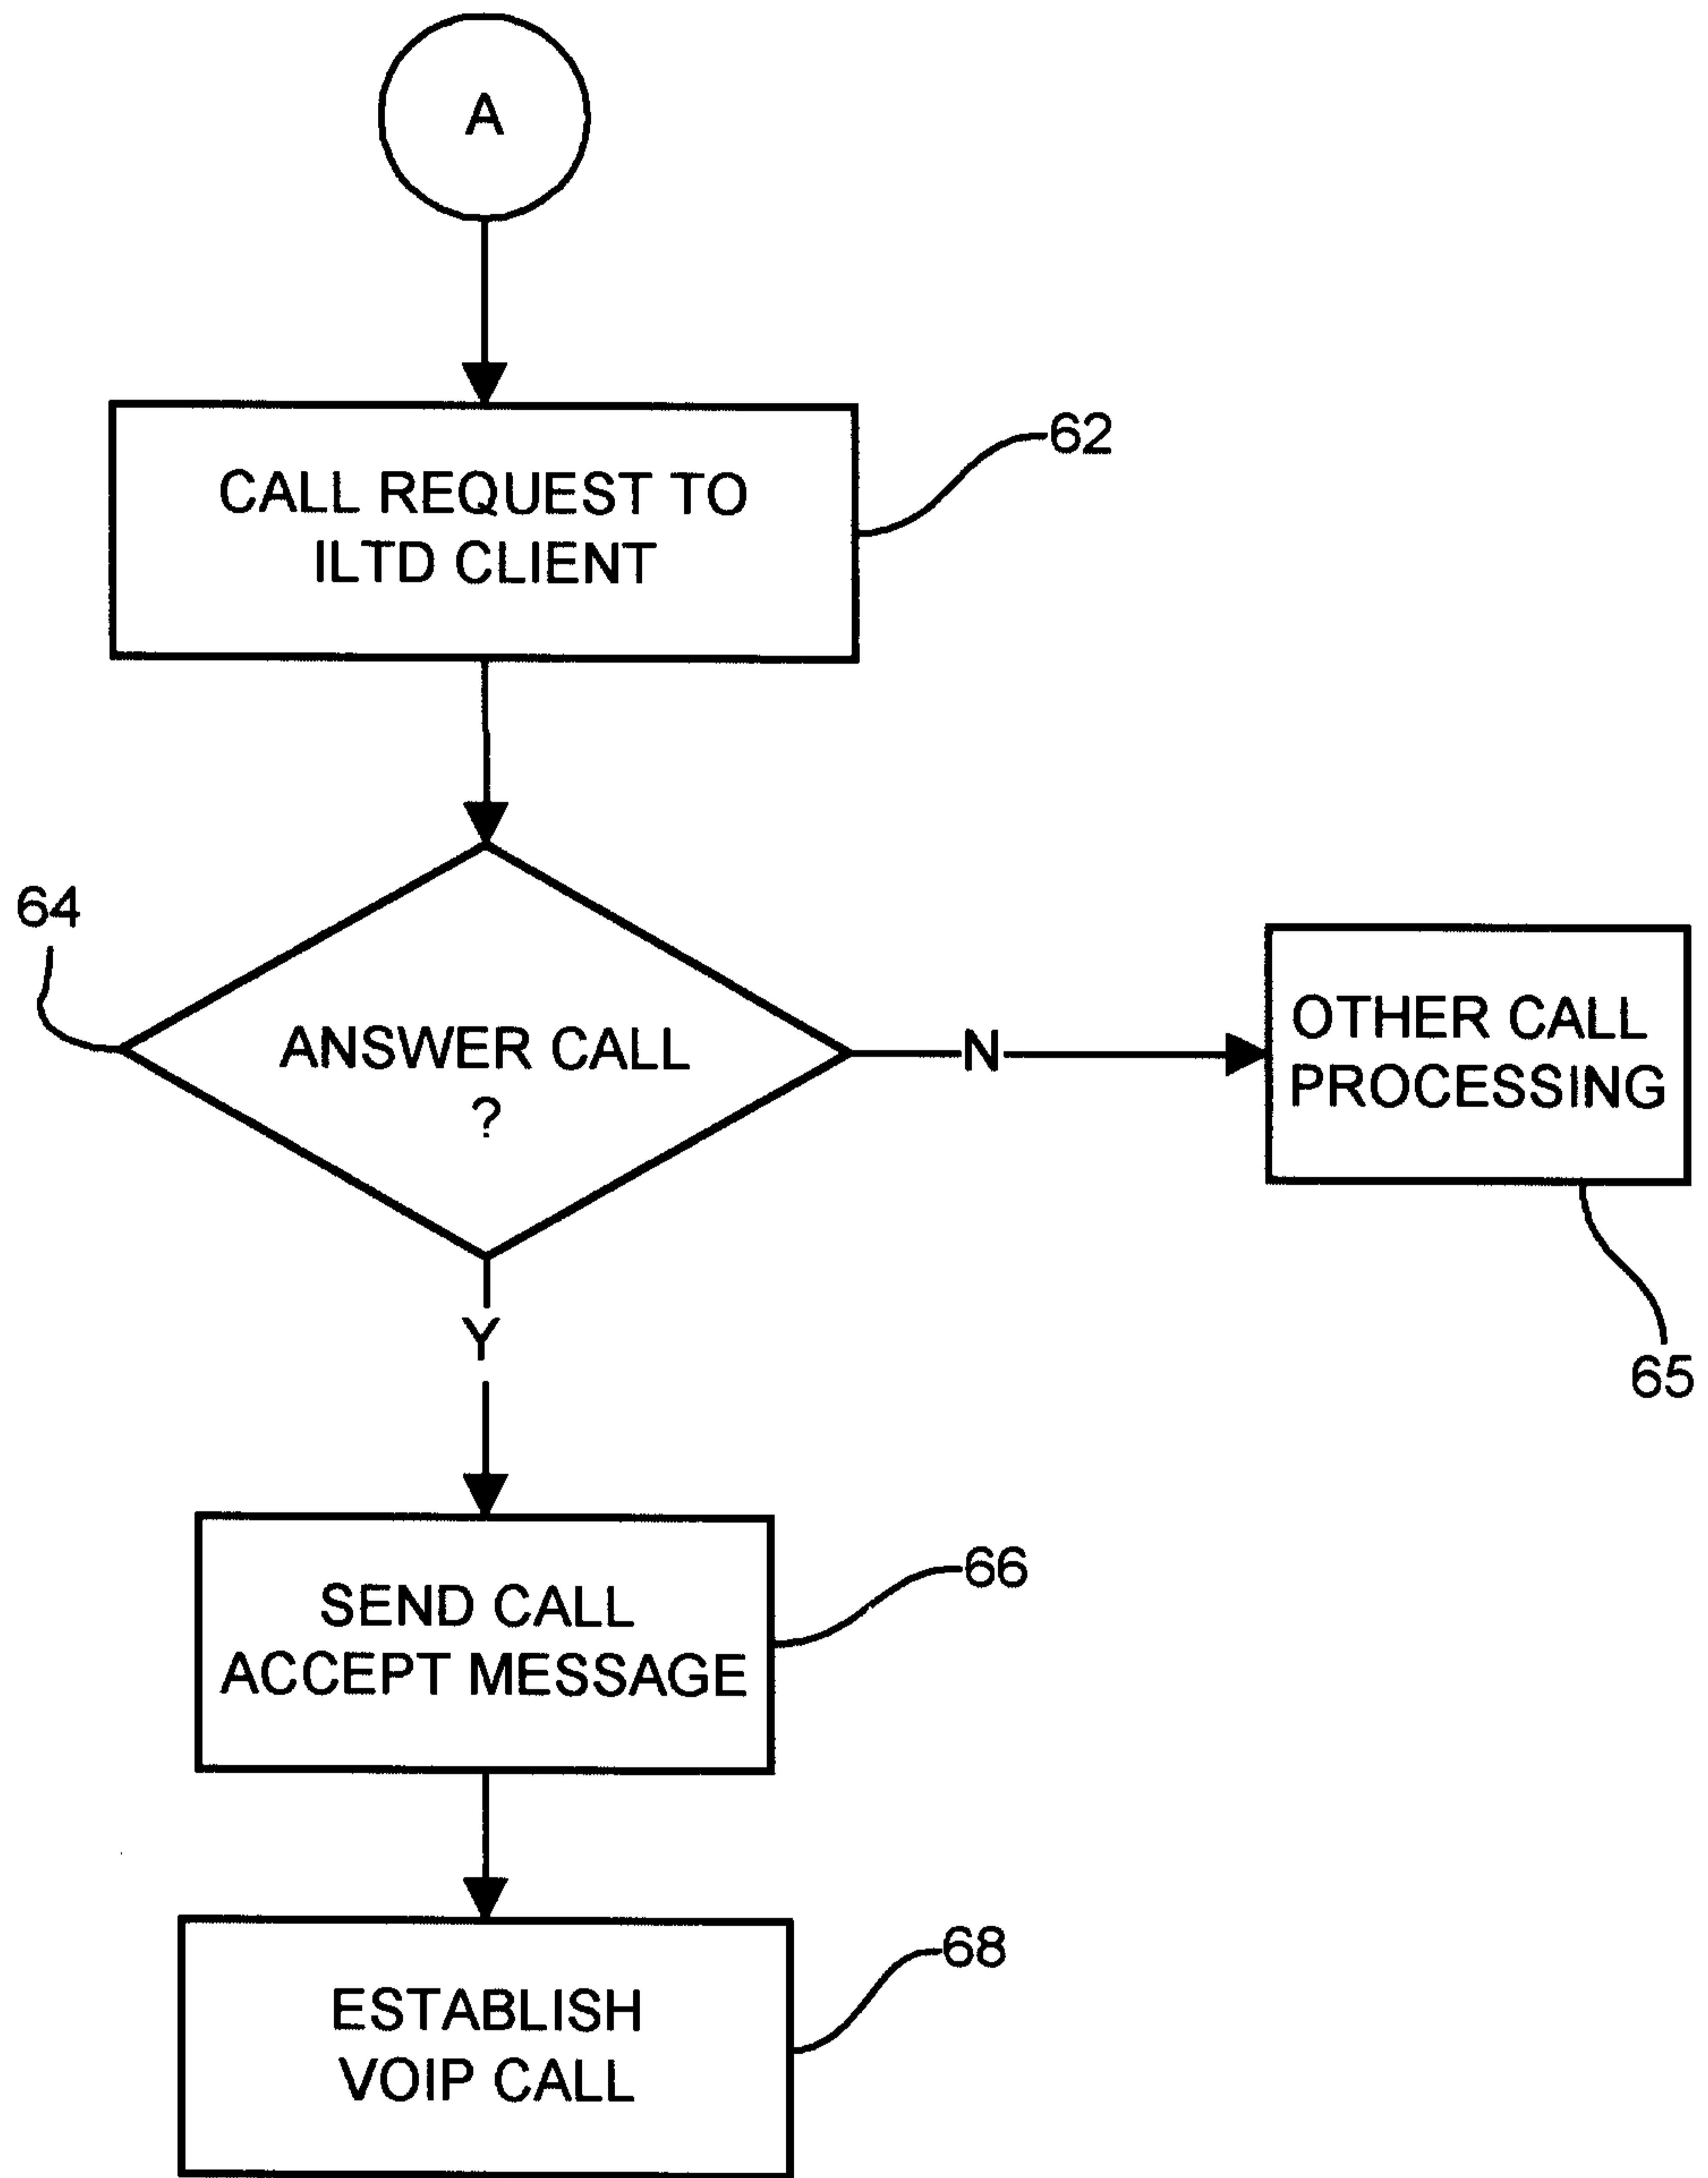 A
CALL REQUEST TO
ILTD CLIENT
62
64
ANSWER CALL
?
N
OTHER CALL
PROCESSING
65
Y
SEND CALL
ACCEPT MESSAGE
66
ESTABLISH
VOIP CALL
68